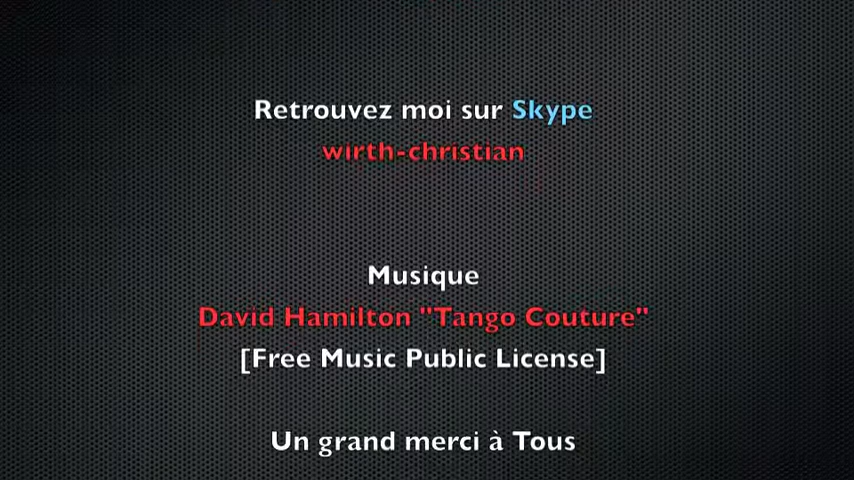 Retrouvez moi sur Skype
wirth-christian
Musique
David Hamilton "Tango Couture"
[Free Music Public License]
Un grand merci à Tous